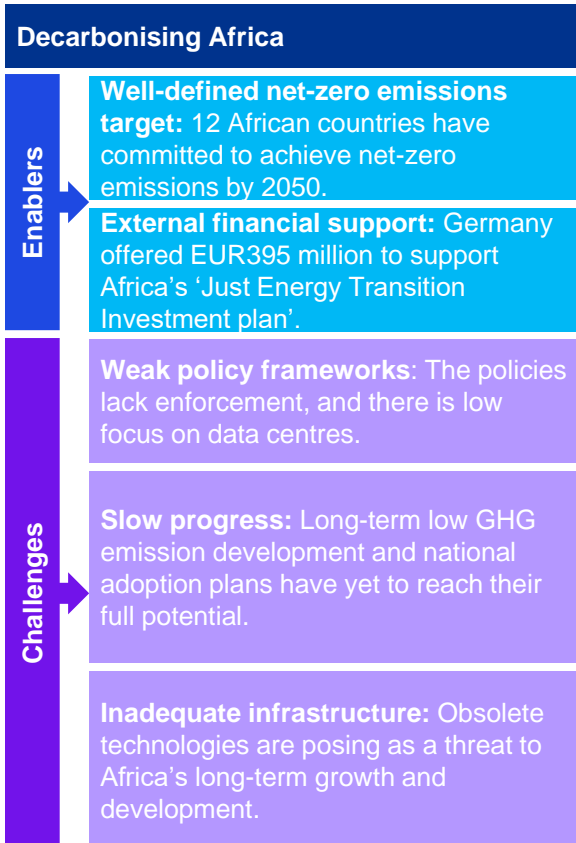 Decarbonising Africa
Enablers
Well-defined net-zero emissions
target: 12 African countries have
committed to achieve net-zero
emissions by 2050.
External financial support: Germany
offered EUR395 million to support
Africa's 'Just Energy Transition
Investment plan'.
Challenges
Weak policy frameworks: The policies
lack enforcement, and there is low
focus on data centres.
Slow progress: Long-term low GHG
emission development and national
adoption plans have yet to reach their
full potential.
Inadequate infrastructure: Obsolete
technologies are posing as a threat to
Africa's long-term growth and
development.